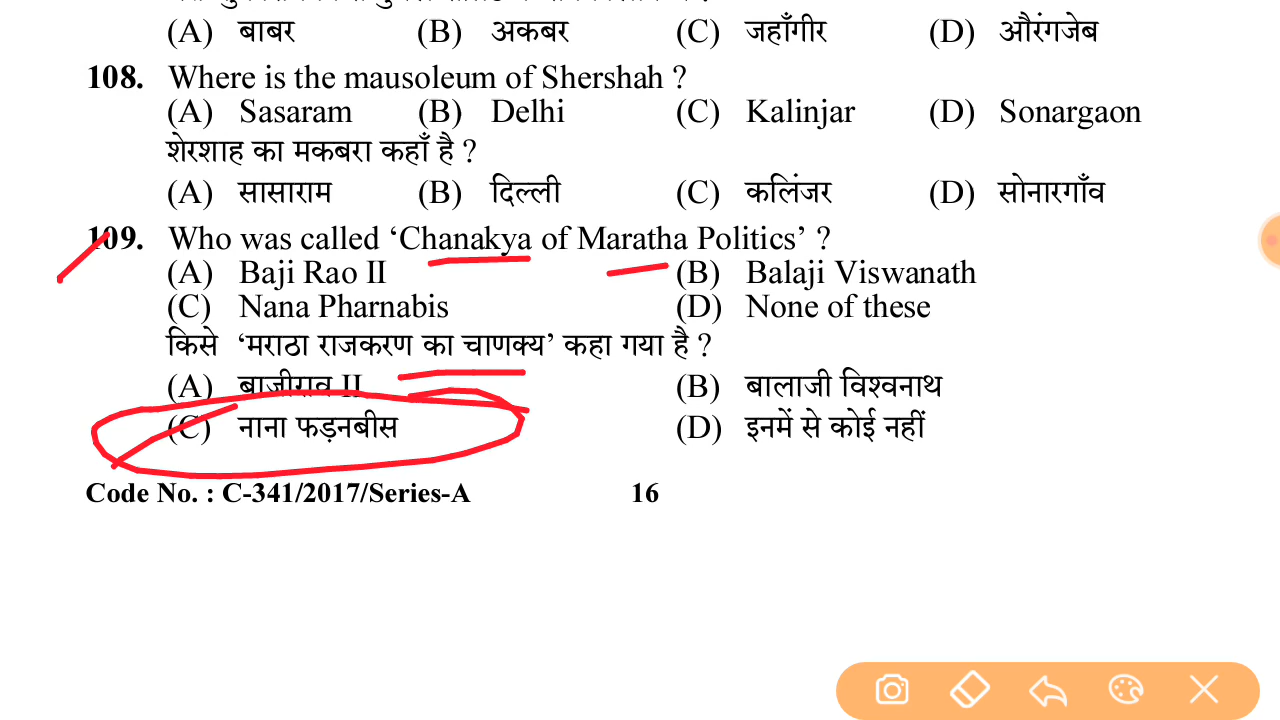 (A) बाबर (B) अकबर (C) जहाँगीर (D) औरंगजेब
108. Where is the mausoleum of Shershah ?
(A) Sasaram (B) Delhi (C) Kalinjar (D) Sonargaon
शेरशाह का मकबरा कहाँ है ?
(A) सासाराम (B) दिल्ली (C) कलिंजर (D) सोनारगाँव
109. Who was called ‘Chanakya of Maratha Politics’ ?
(A) Baji Rao II (B) Balaji Viswanath
(C) Nana Pharnabis (D) None of these
किसे ‘मराठा राजकरण का चाणक्य’ कहा गया है ?
(A) बाजीराव II (B) बालाजी विश्वनाथ
(C) नाना फड़नबीस (D) इनमें से कोई नहीं
Code No. : C-341/2017/Series-A 16